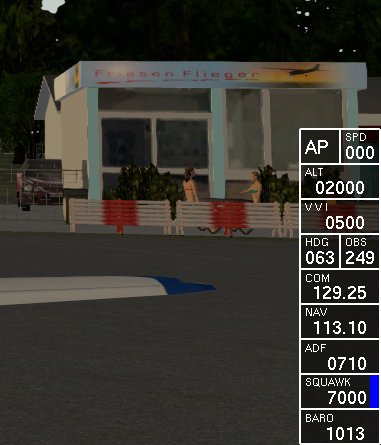 Friesen Flieger
AP
SPD
000
ALT
02000
VVI
0500
HDG
063
OBS
249
COM
129.25
NAV
113.10
ADF
0710
SQUAWK
7000
BARO
1013